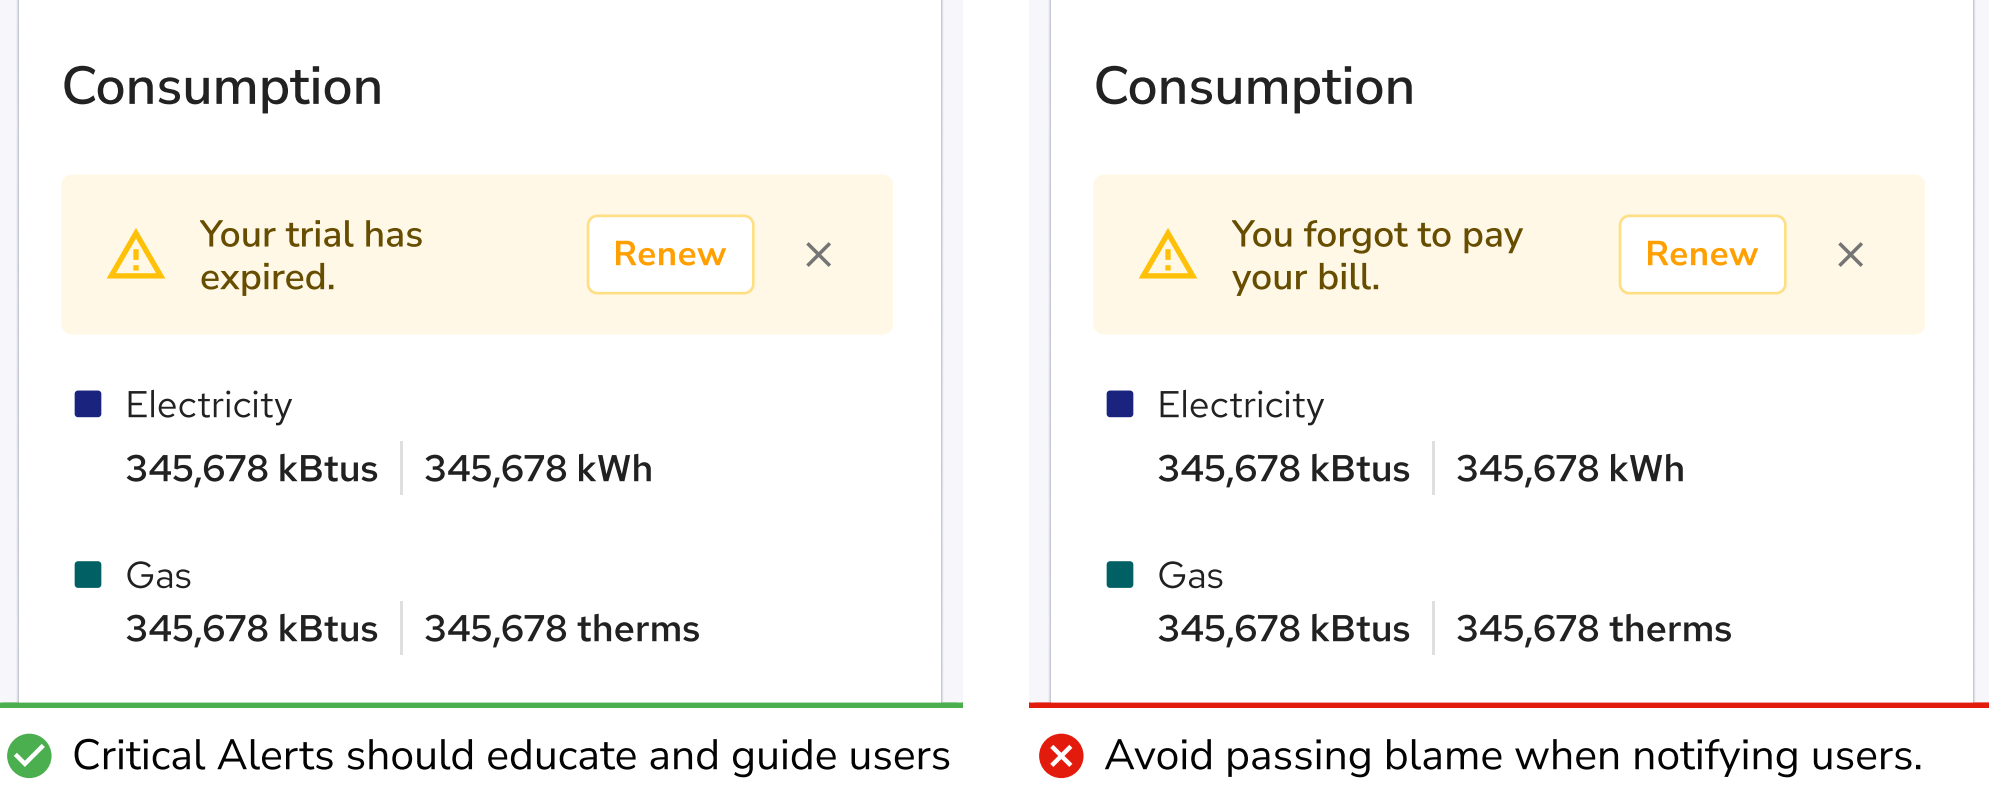 Consumption
Your trial has
expired.
Renew
Electricity
345,678 kBtus | 345,678 kWh
Gas
345,678 kBtus | 345,678 therms
Critical Alerts should educate and guide users
Consumption
You forgot to pay
your bill.
Renew
Electricity
345,678 kBtus | 345,678 kWh
Gas
345,678 kBtus | 345,678 therms
Avoid passing blame when notifying users.